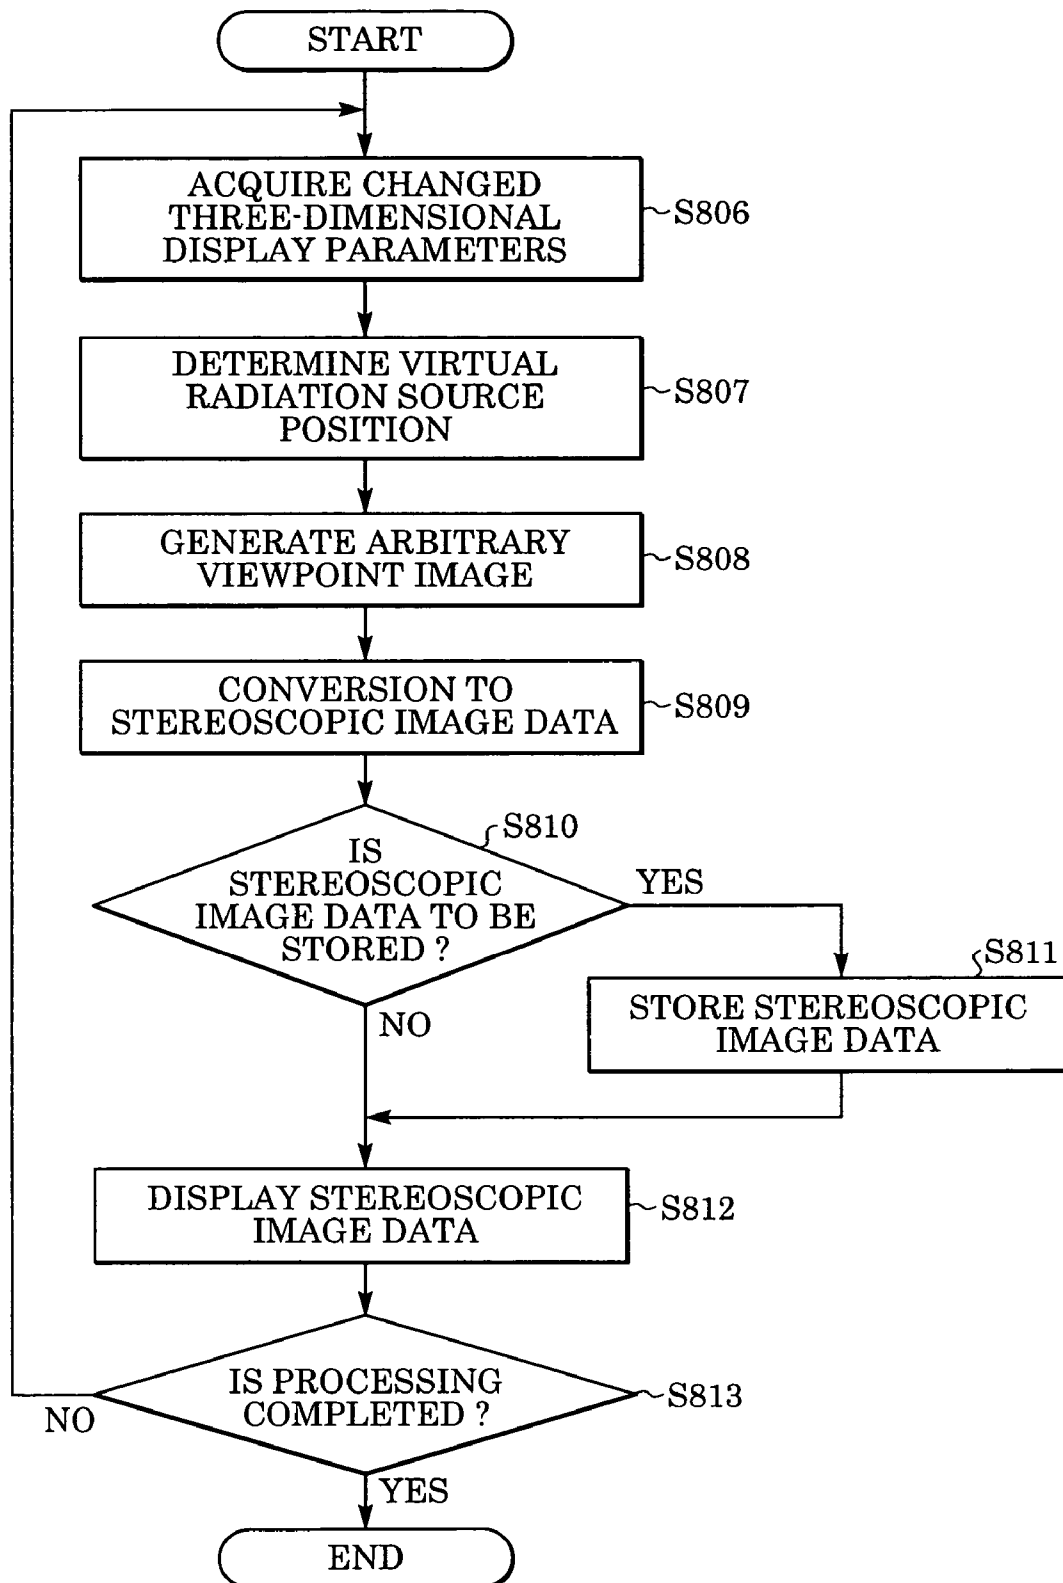 START
ACQUIRE CHANGED
THREE-DIMENSIONAL
DISPLAY PARAMETERS
S806
DETERMINE VIRTUAL
RADIATION SOURCE
POSITION
S807
GENERATE ARBITRARY
VIEWPOINT IMAGE
S808
CONVERSION TO
STEREOSCOPIC IMAGE DATA
S809
S810
IS
STEREOSCOPIC
IMAGE DATA TO BE
STORED ?
YES
NO
S811
STORE STEREOSCOPIC
IMAGE DATA
DISPLAY STEREOSCOPIC
IMAGE DATA
S812
IS PROCESSING
COMPLETED ?
S813
NO
YES
END